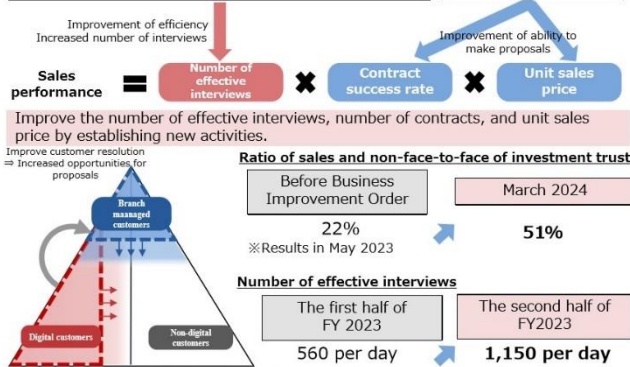 Improvement of efficiency
Increased number of interviews
Improvement of ability to
make proposals
Sales
performance
=
Number of
effective
interviews
×
Contract
success rate
×
Unit sales
price
Improve the number of effective interviews, number of contracts, and unit sales
price by establishing new activities.
Improve customer resolution
⇒ Increased opportunities for
proposals
Branch
maanaged
customers
Digital customers
Non-digital
customers
Ratio of sales and non-face-to-face of investment trust
Before Business
Improvement Order
March 2024
22%
※Results in May 2023
51%
Number of effective interviews
The first half of
FY 2023
The second half of
FY2023
560 per day
1,150 per day